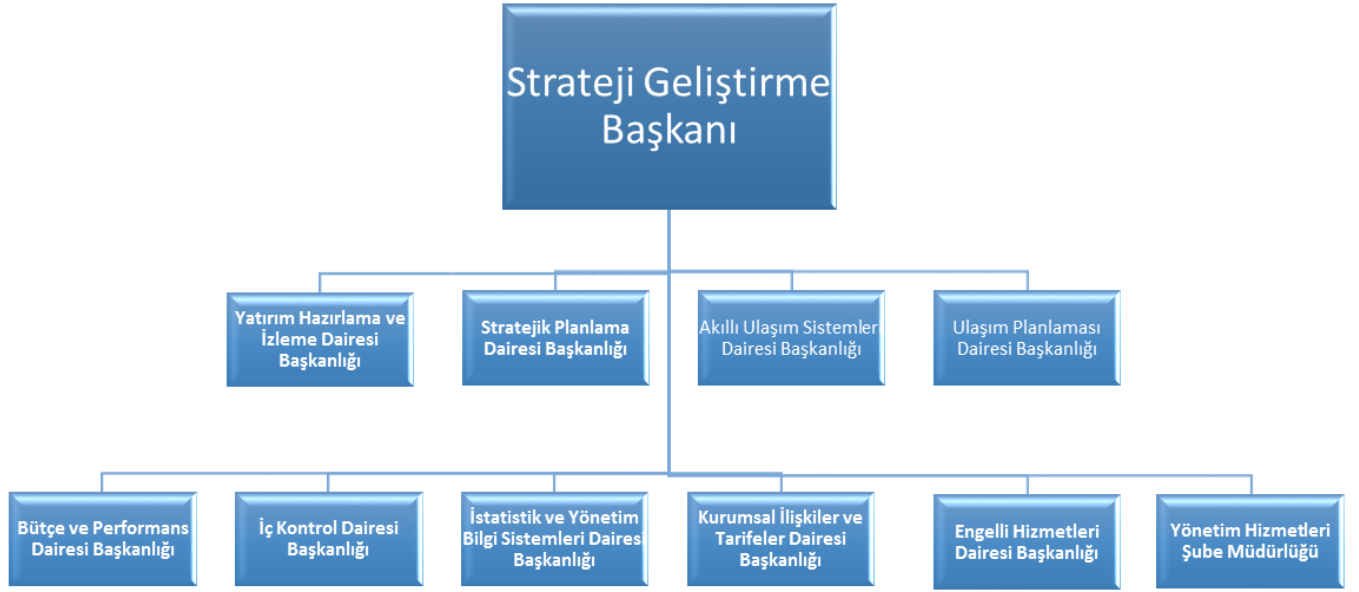 Strateji Geliştirme
Başkanı
Yatırım Hazırlama ve
İzleme Dairesi
Başkanlığı
Stratejik Planlama
Dairesi Başkanlığı
Akıllı Ulaşım Sistemleri
Dairesi Başkanlığı
Ulaşım Planlaması
Dairesi Başkanlığı
Bütçe ve Performans
Dairesi Başkanlığı
İç Kontrol Dairesi
Başkanlığı
İstatistik ve Yönetim
Bilgi Sistemleri Dairesi
Başkanlığı
Kurumsal İlişkiler ve
Tarifeler Dairesi
Başkanlığı
Engelli Hizmetleri
Dairesi Başkanlığı
Yönetim Hizmetleri
Şube Müdürlüğü